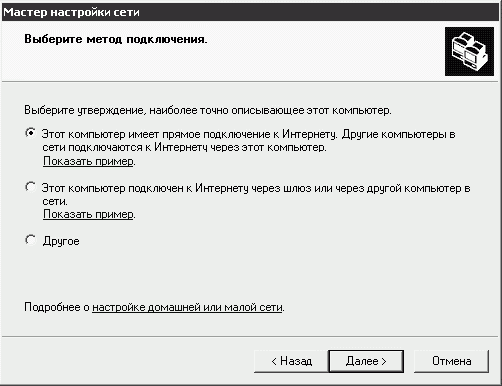 Мастер настройки сети
Выберите метод подключения.
Выберите утверждение, наиболее точно описывающее этот компьютер.
Этот компьютер имеет прямое подключение к Интернету. Другие компьютеры в
сети подключаются к Интернету через этот компьютер.
Показать пример.
Этот компьютер подключен к Интернету через шлюз или через другой компьютер в
сети.
Показать пример.
Другое
Подробнее о настройке домашней или малой сети.
< Назад
Далее >
Отмена